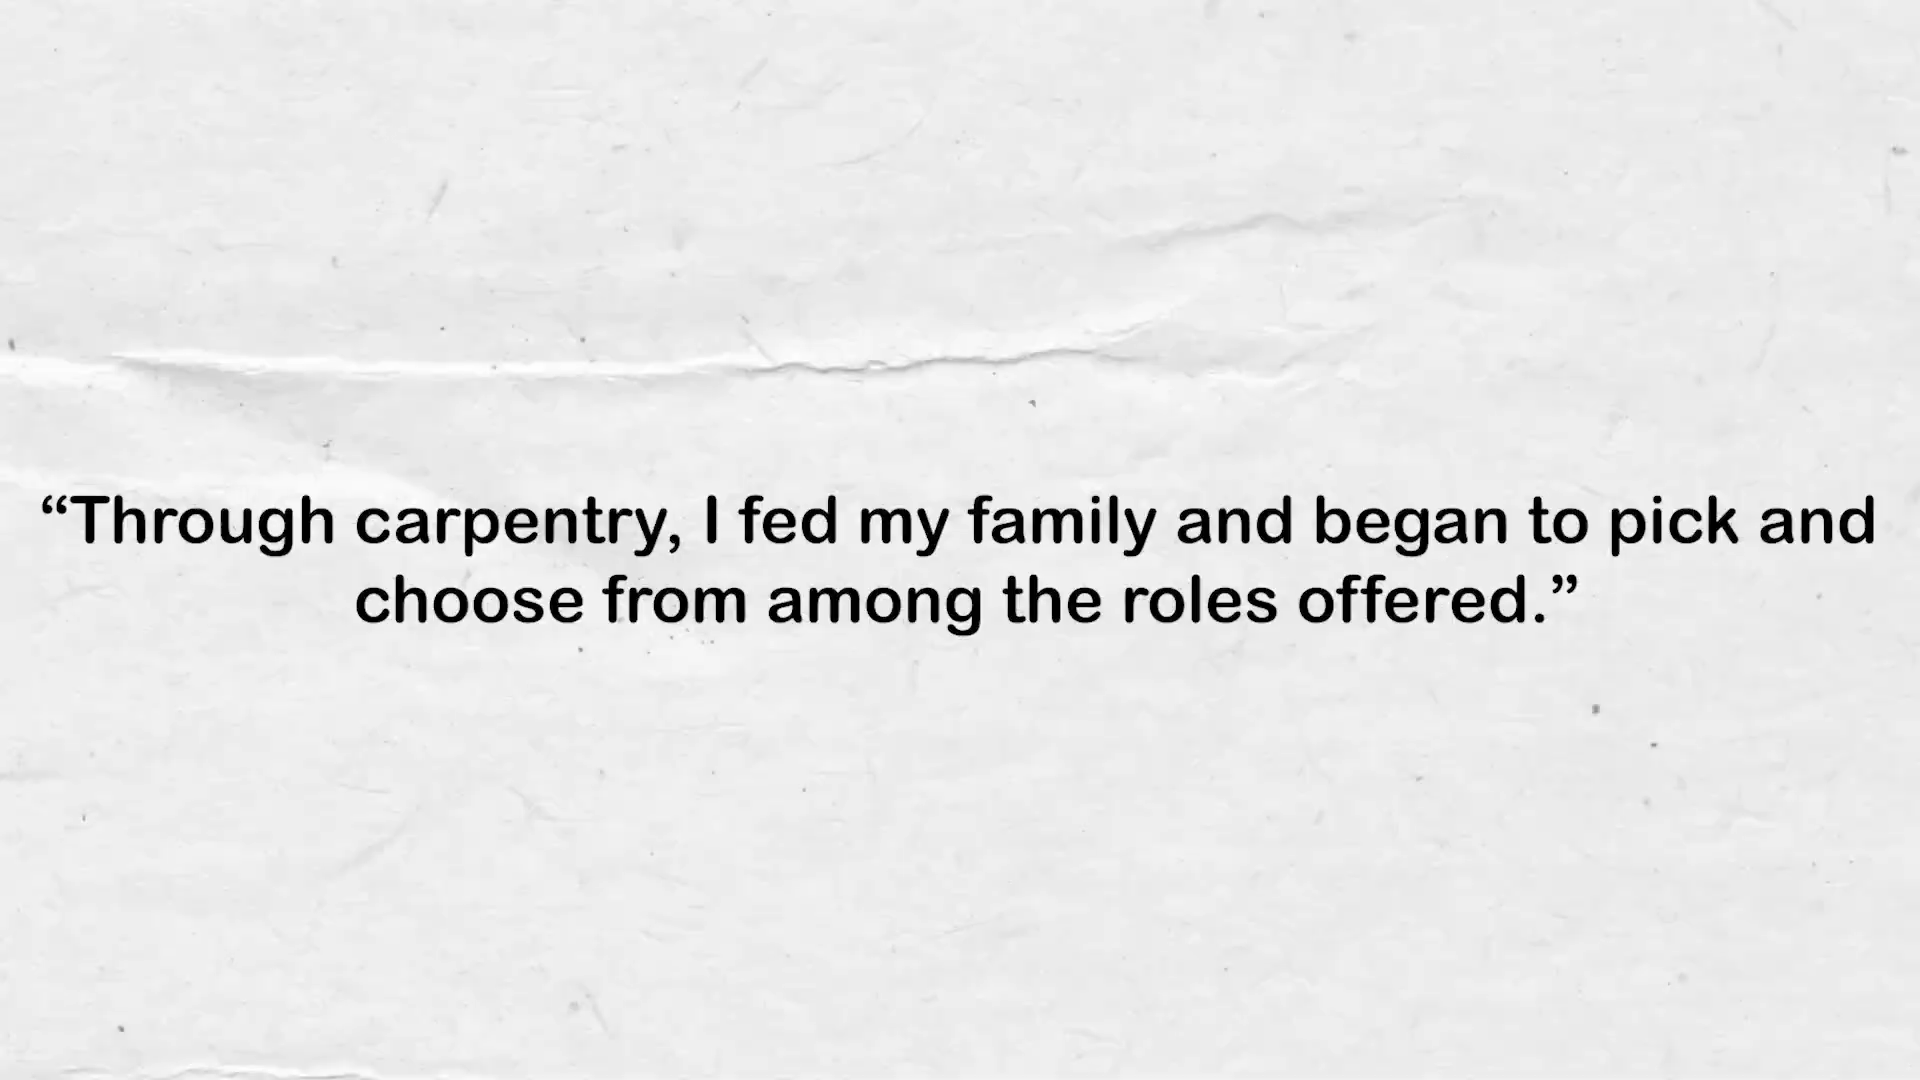 “Through carpentry, I fed my family and began to pick and
choose from among the roles offered.”